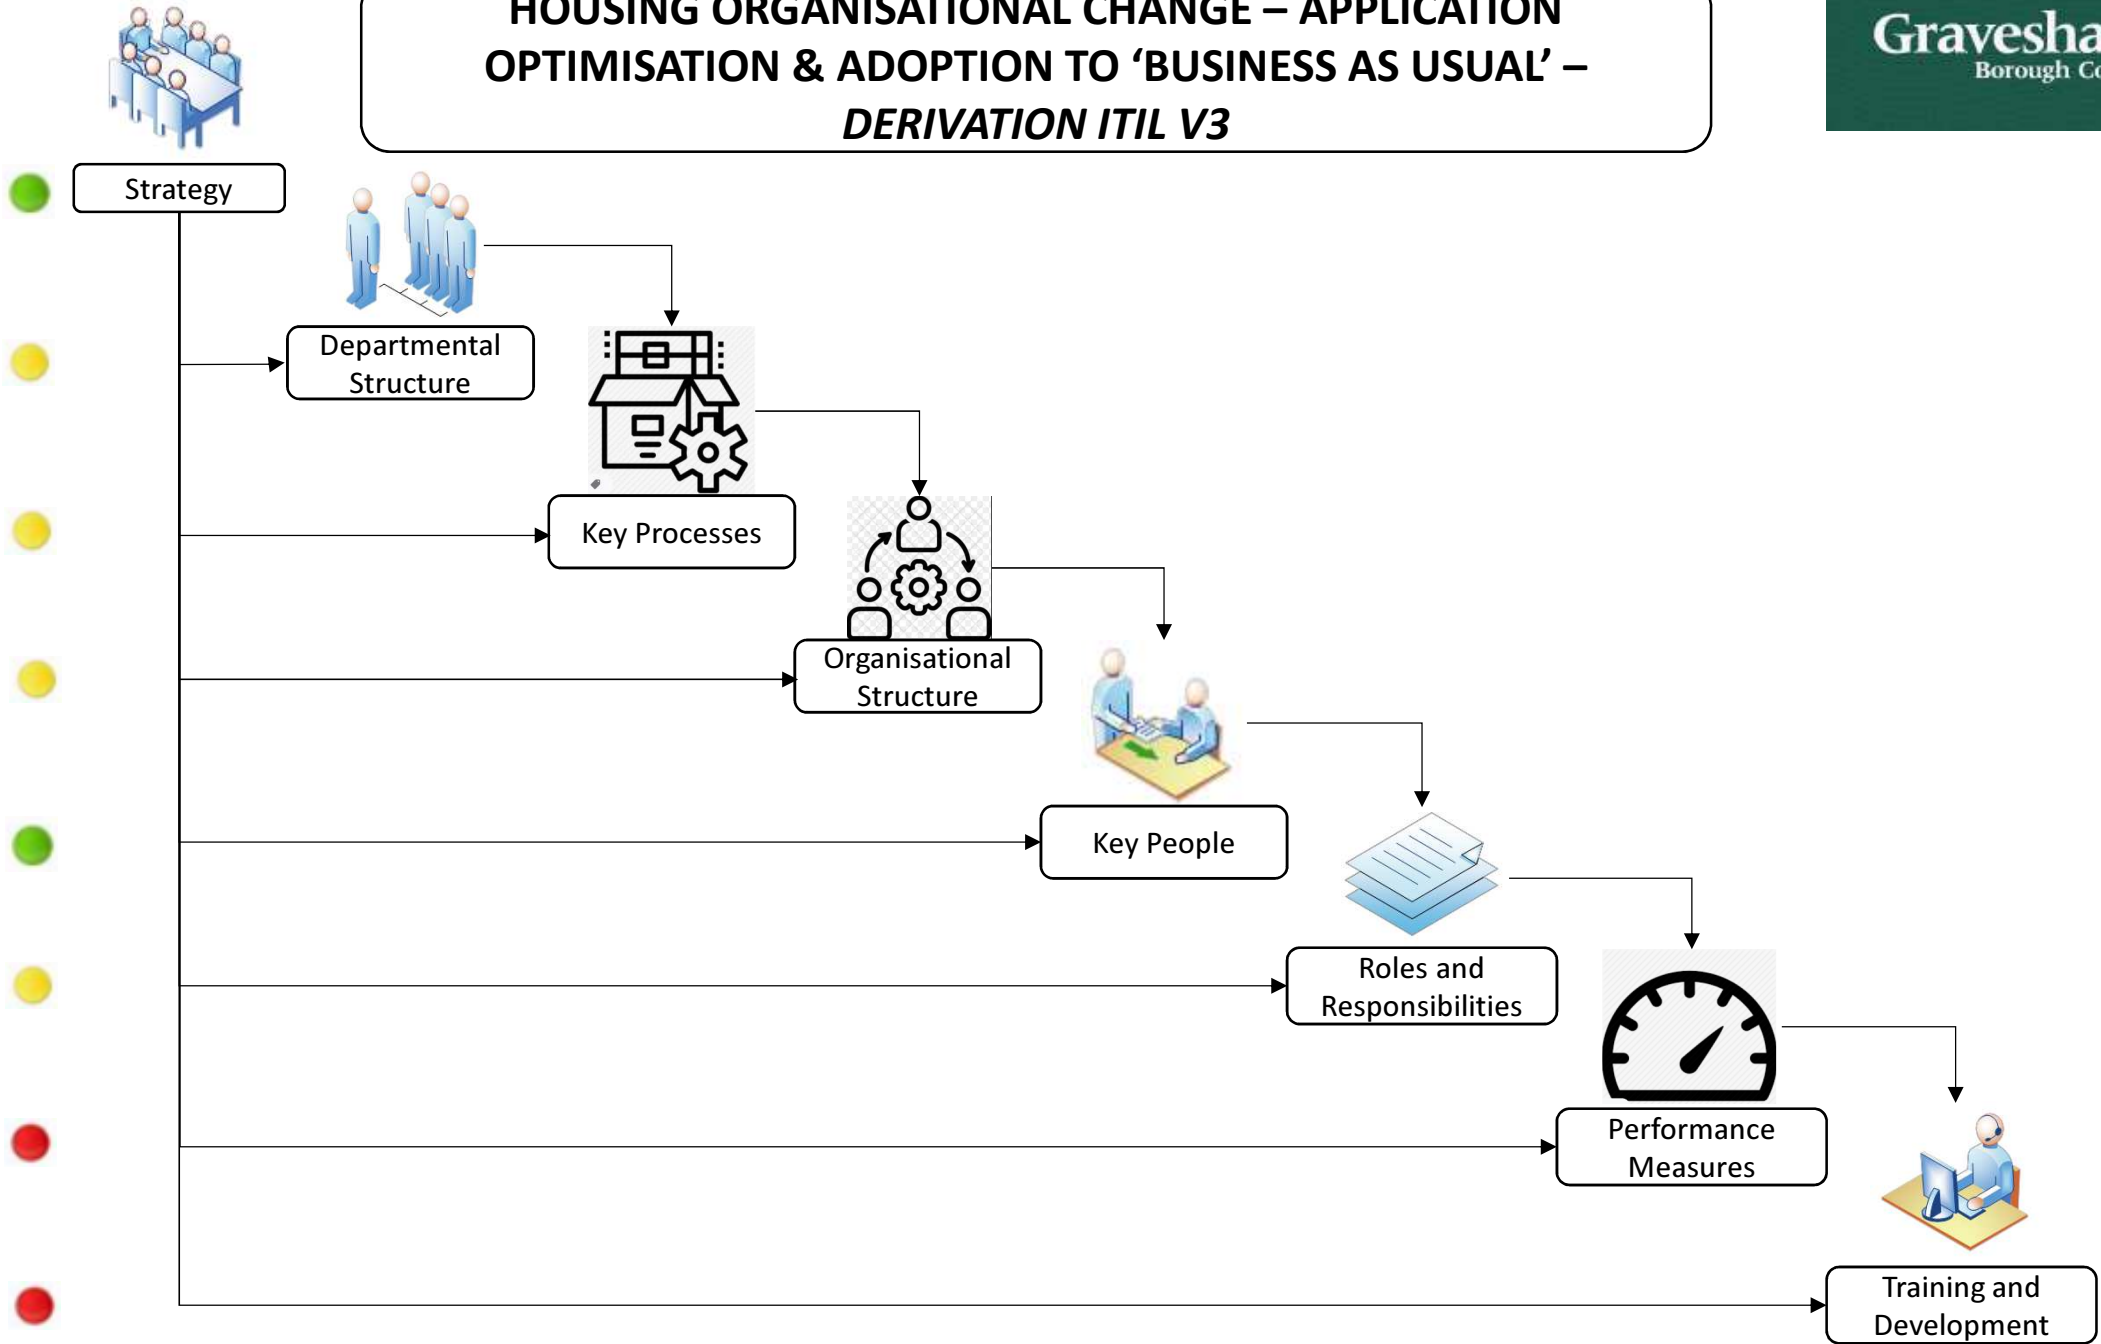 HOUSING ORGANISATIONAL CHANGE – APPLICATION
OPTIMISATION & ADOPTION TO ‘BUSINESS AS USUAL’ –
DERIVATION ITIL V3
Gravesha
Borough Co
Strategy
Departmental
Structure
Key Processes
Organisational
Structure
Key People
Roles and
Responsibilities
Performance
Measures
Training and
Development